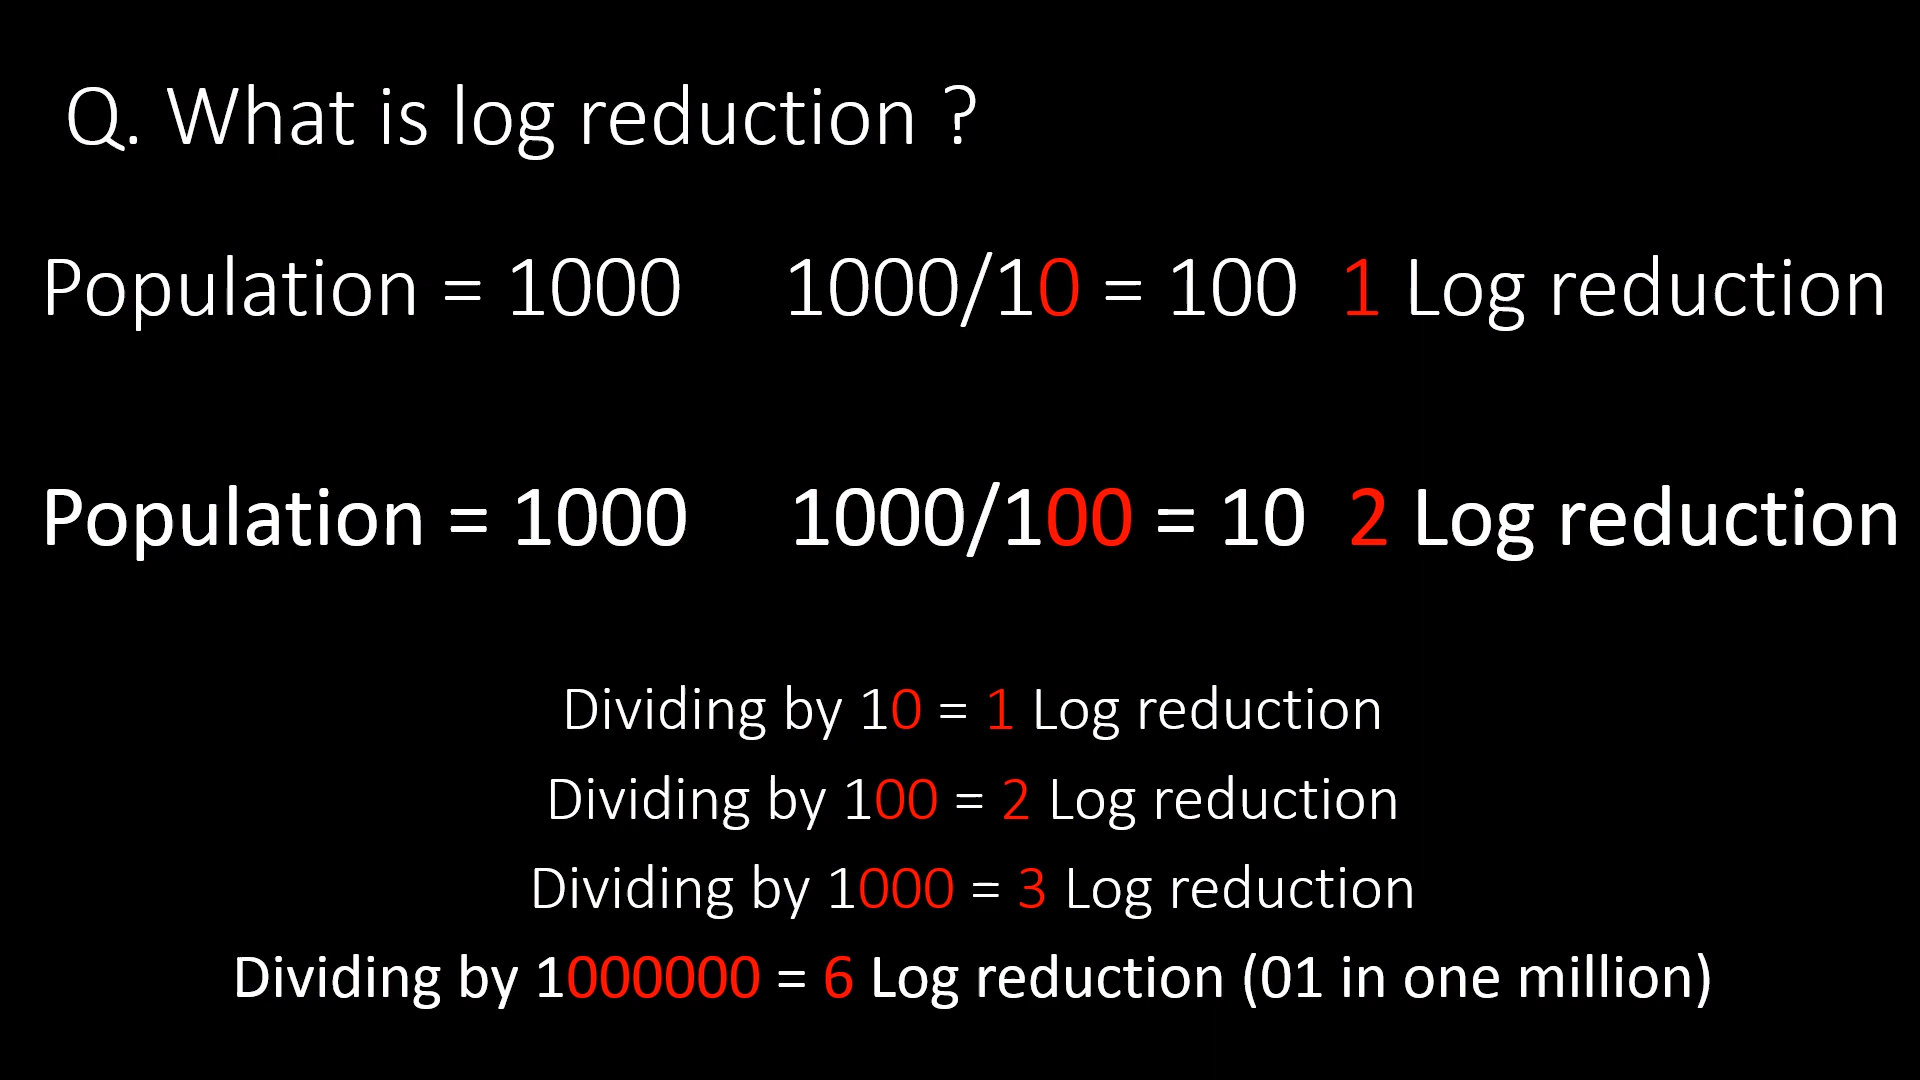 Q. What is log reduction ?
Population = 1000 1000/10 = 100 1 Log reduction
Population = 1000 1000/100 = 10 2 Log reduction
Dividing by 10 = 1 Log reduction
Dividing by 100 = 2 Log reduction
Dividing by 1000 = 3 Log reduction
Dividing by 1000000 = 6 Log reduction (01 in one million)